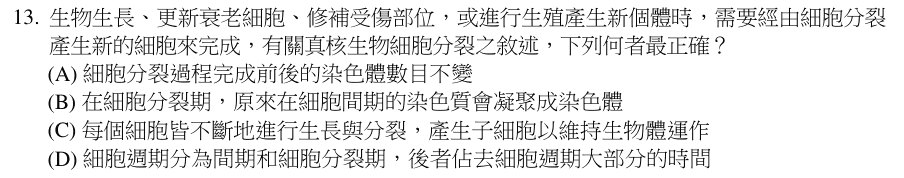 13. 生物生長、更新衰老細胞、修補受傷部位，或進行生殖產生新個體時，需要經由細胞分裂
產生新的細胞來完成，有關真核生物細胞分裂之敘述，下列何者最正確？
(A) 細胞分裂過程完成前後的染色體數目不變
(B) 在細胞分裂期，原來在細胞間期的染色質會凝聚成染色體
(C) 每個細胞皆不斷地進行生長與分裂，產生子細胞以維持生物體運作
(D) 細胞週期分為間期和細胞分裂期，後者佔去細胞週期大部分的時間